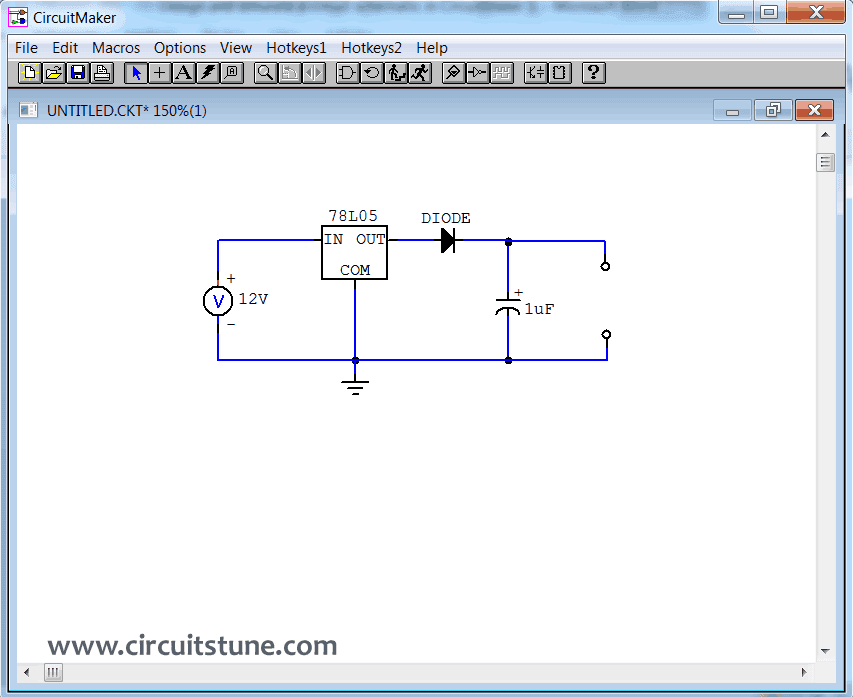 CircuitMaker
File Edit Macros Options View Hotkeys1 Hotkeys2 Help
A ?
UNTITLED.CKT* 150%(1)
78L05
DIODE
IN OUT
COM
+
V 12V
−
+
1uF
www.circuitstune.com